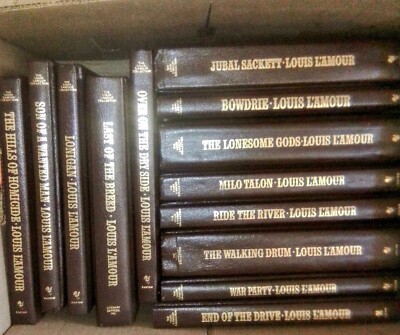 THE HILLS OF HOMICIDE · LOUIS L'AMOUR
SON OF A WANTED MAN · LOUIS L'AMOUR
LONIGAN · LOUIS L'AMOUR
LAST OF THE BREED · LOUIS L'AMOUR
OVER ON THE DRY SIDE · LOUIS L'AMOUR
JUBAL SACKETT · LOUIS L'AMOUR
BOWDRIE · LOUIS L'AMOUR
THE LONESOME GODS · LOUIS L'AMOUR
MILO TALON · LOUIS L'AMOUR
RIDE THE RIVER · LOUIS L'AMOUR
THE WALKING DRUM · LOUIS L'AMOUR
WAR PARTY · LOUIS L'AMOUR
END OF THE DRIVE · LOUIS L'AMOUR